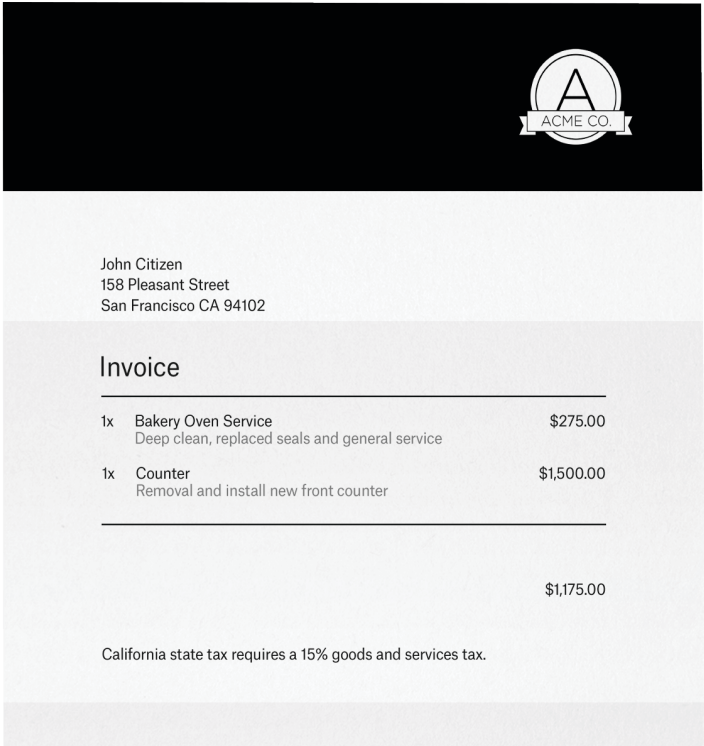 A
ACME CO.
John Citizen
158 Pleasant Street
San Francisco CA 94102
Invoice
1x Bakery Oven Service $275.00
Deep clean, replaced seals and general service
1x Counter $1,500.00
Removal and install new front counter
$1,175.00
California state tax requires a 15% goods and services tax.